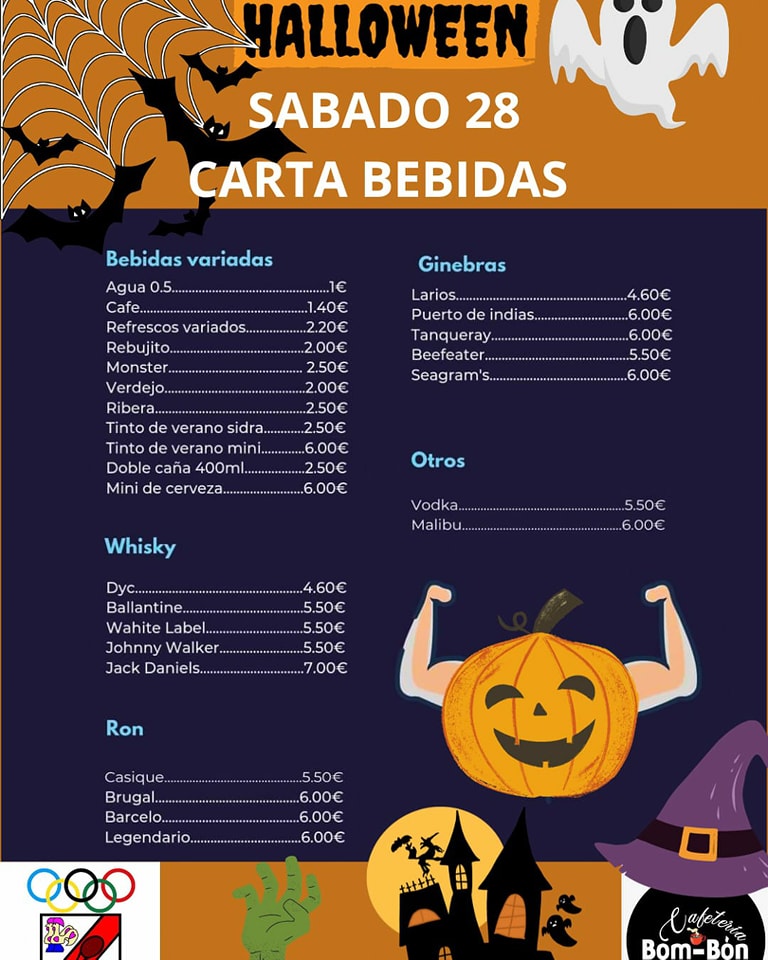 HALLOWEEN
SABADO 28
CARTA BEBIDAS
Bebidas variadas
Agua 0.5.......................................1€
Cafe..........................................1.40€
Refrescos variados...............2.20€
Rebujito..................................2.00€
Monster................................. 2.50€
Verdejo...................................2.00€
Ribera.....................................2.50€
Tinto de verano sidra..........2.50€
Tinto de verano mini...........6.00€
Doble caña 400ml...............2.50€
Mini de cerveza....................6.00€
Whisky
Dyc..........................................4.60€
Ballantine..............................5.50€
Wahite Label........................5.50€
Johnny Walker.....................5.50€
Jack Daniels.........................7.00€
Ron
Casique..................................5.50€
Brugal....................................6.00€
Barcelo..................................6.00€
Legendario...........................6.00€
Ginebras
Larios..........................................4.60€
Puerto de indias.......................6.00€
Tanqueray.................................6.00€
Beefeater...................................5.50€
Seagram's..................................6.00€
Otros
Vodka.........................................5.50€
Malibu.......................................6.00€
Cafetería
Bom-Bón